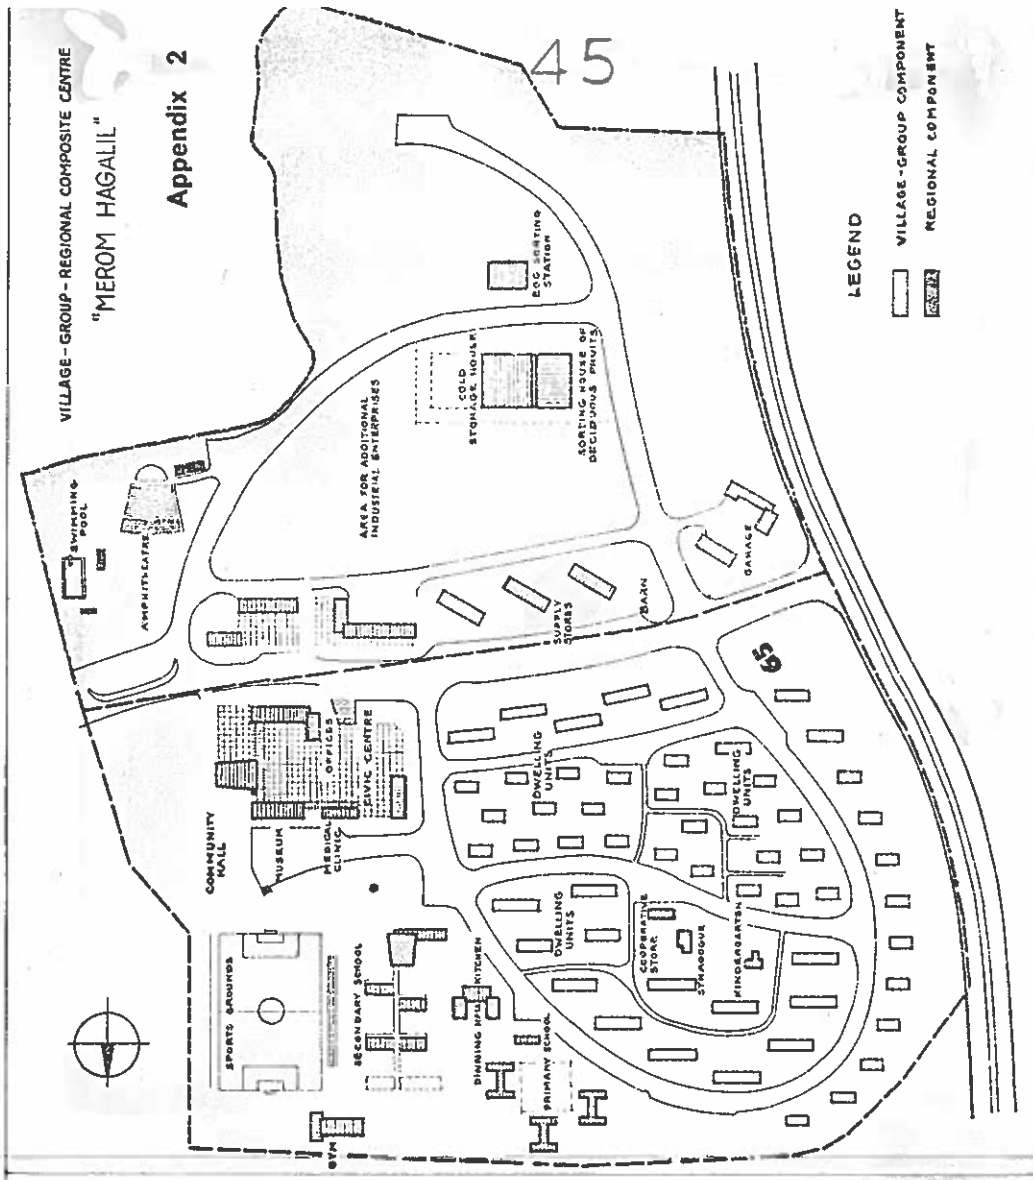 VILLAGE-GROUP-REGIONAL COMPOSITE CENTRE
"MEROM HAGALIL"
Appendix 2
45
SWIMMING
POOL
AMPHITHEATRE
AREA FOR ADDITIONAL
INDUSTRIAL ENTERPRISES
COLD
STORAGE HOUSE
SORTING HOUSE OF
DECIDUOUS FRUITS
EGG SORTING
STATION
SUPPLY
STORES
BARN
GARAGE
COMMUNITY
HALL
MUSEUM
OFFICES
MEDICAL
CLINIC
CIVIC CENTRE
SPORTS GROUNDS
SECONDARY SCHOOL
GYM
DINNING HALL KITCHEN
PRIMARY SCHOOL
DWELLING
UNITS
DWELLING
UNITS
DWELLING
UNITS
COOPERATIVE
STORE
SYNAGOGUE
KINDERGARTEN
65
LEGEND
VILLAGE-GROUP COMPONENT
REGIONAL COMPONENT